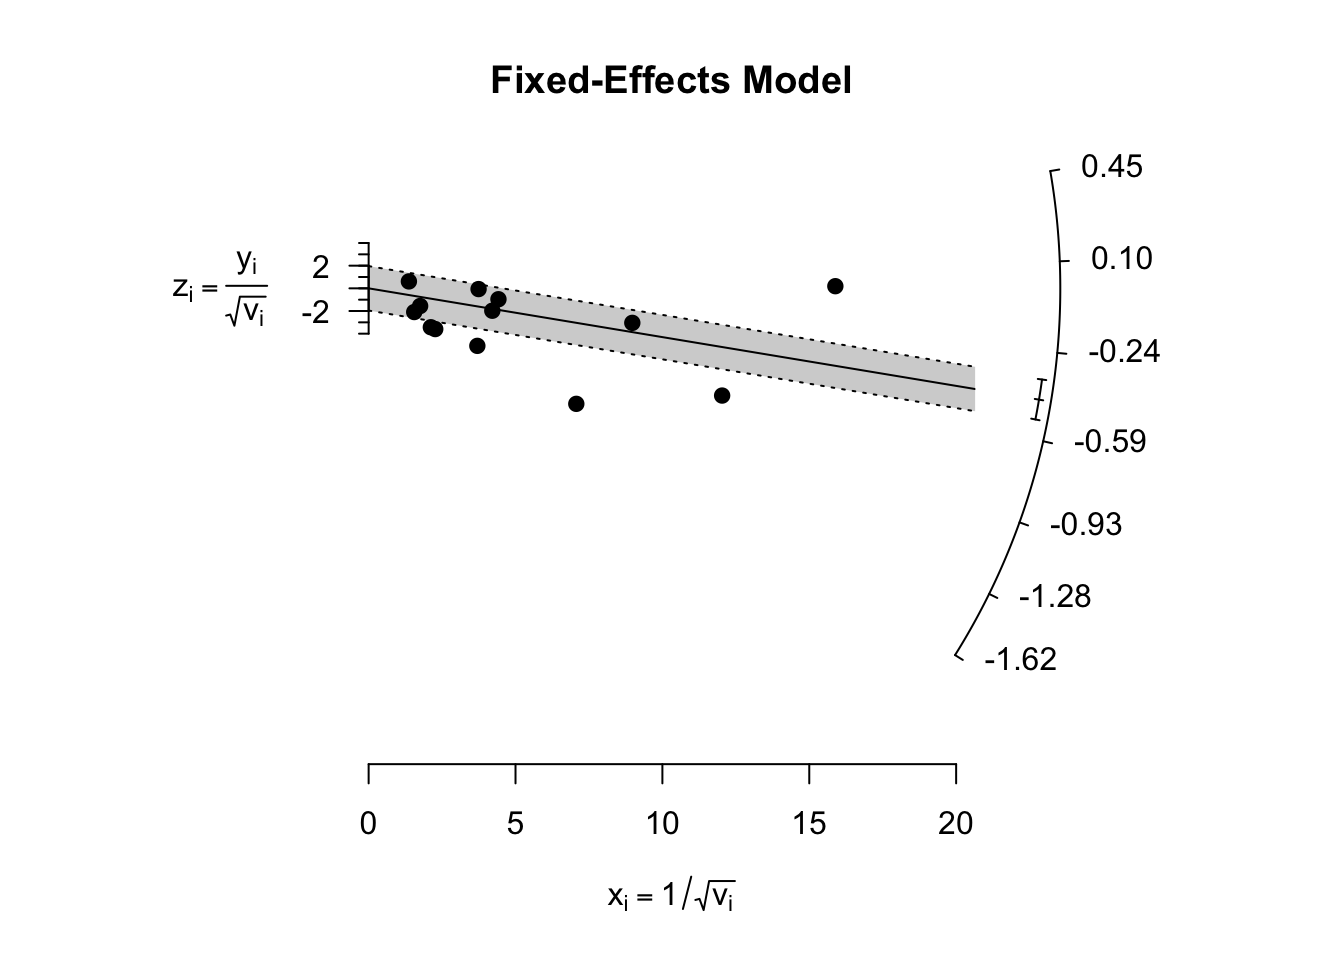 Fixed-Effects Model
0.45
0.10
-0.24
-0.59
-0.93
-1.28
-1.62
zᵢ = yᵢ/√vᵢ
2
-2
0 5 10 15 20
xᵢ = 1/√vᵢ